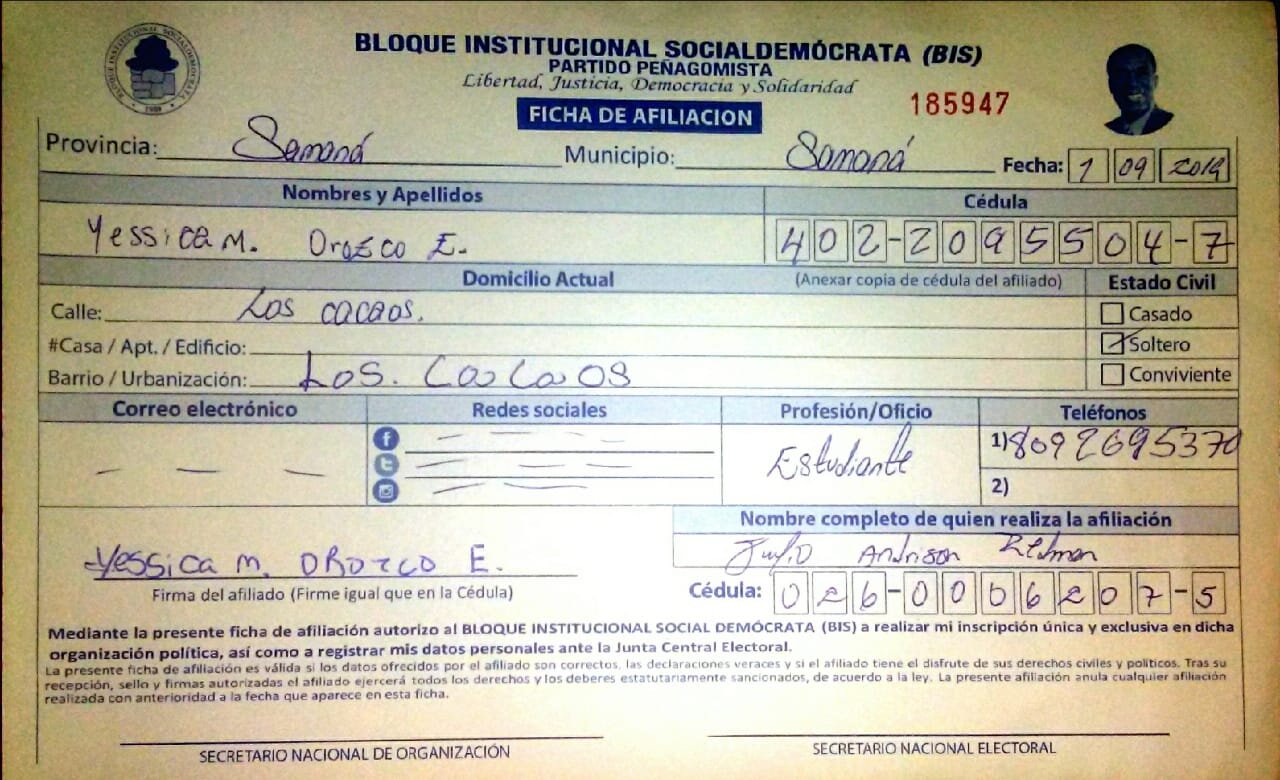 BLOQUE INSTITUCIONAL SOCIALDEMÓCRATA (BIS)
PARTIDO PEÑAGOMISTA
Libertad, Justicia, Democracia y Solidaridad
185947
FICHA DE AFILIACION
Provincia: Samaná Municipio: Samaná Fecha: 1 09 2019
Nombres y Apellidos Cédula
Yessica M. Orozco E. 402-2095504-7
Domicilio Actual (Anexar copia de cédula del afiliado) Estado Civil
Calle: Los cacaos. Casado
#Casa / Apt. / Edificio: Soltero
Barrio / Urbanización: Los. CaCaos Conviviente
Correo electrónico Redes sociales Profesión/Oficio Teléfonos
Estudiante 1) 8092695370
2)
Nombre completo de quien realiza la afiliación
Yessica M. OROZCO E. Julio Andrison Redman
Firma del afiliado (Firme igual que en la Cédula) Cédula: 026-0006207-5
Mediante la presente ficha de afiliación autorizo al BLOQUE INSTITUCIONAL SOCIAL DEMÓCRATA (BIS) a realizar mi inscripción única y exclusiva en dicha
organización política, así como a registrar mis datos personales ante la Junta Central Electoral.
La presente ficha de afiliación es válida si los datos ofrecidos por el afiliado son correctos, las declaraciones veraces y si el afiliado tiene el disfrute de sus derechos civiles y políticos. Tras su
recepción, sello y firmas autorizadas el afiliado ejercerá todos los derechos y los deberes estatutariamente sancionados, de acuerdo a la ley. La presente afiliación anula cualquier afiliación
realizada con anterioridad a la fecha que aparece en esta ficha.
SECRETARIO NACIONAL DE ORGANIZACIÓN SECRETARIO NACIONAL ELECTORAL